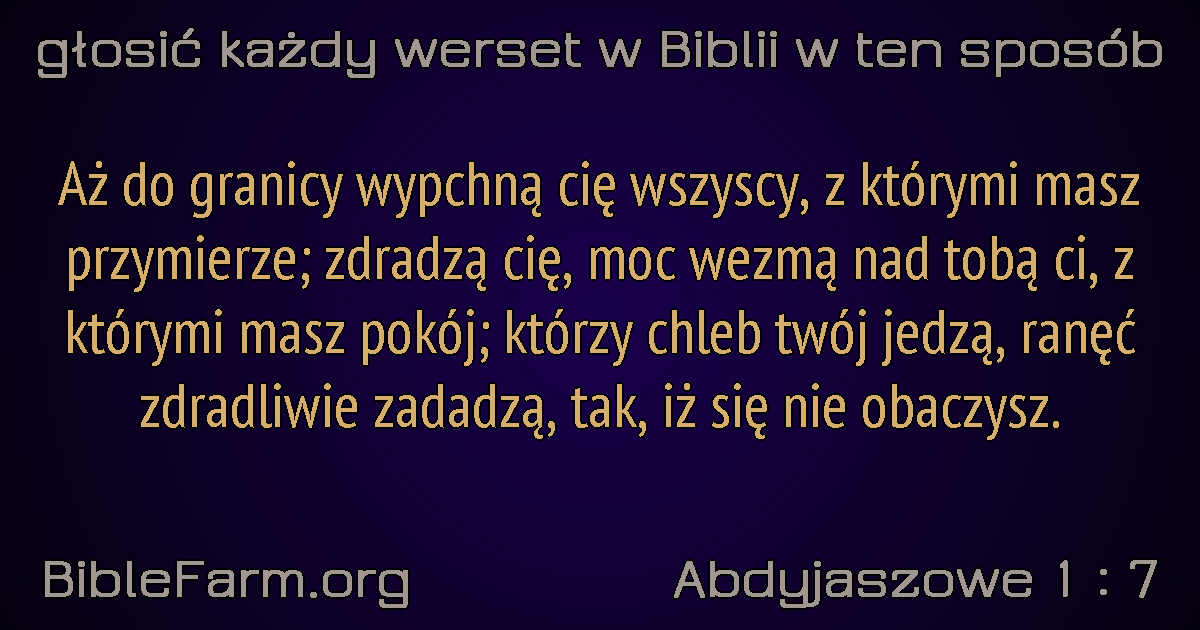 głosić każdy werset w Biblii w ten sposób
Aż do granicy wypchną cię wszyscy, z którymi masz
przymierze; zdradzą cię, moc wezmą nad tobą ci, z
którymi masz pokój; którzy chleb twój jedzą, ranęć
zdradliwie zadadzą, tak, iż się nie obaczysz.
BibleFarm.org
Abdyjaszowe 1 : 7